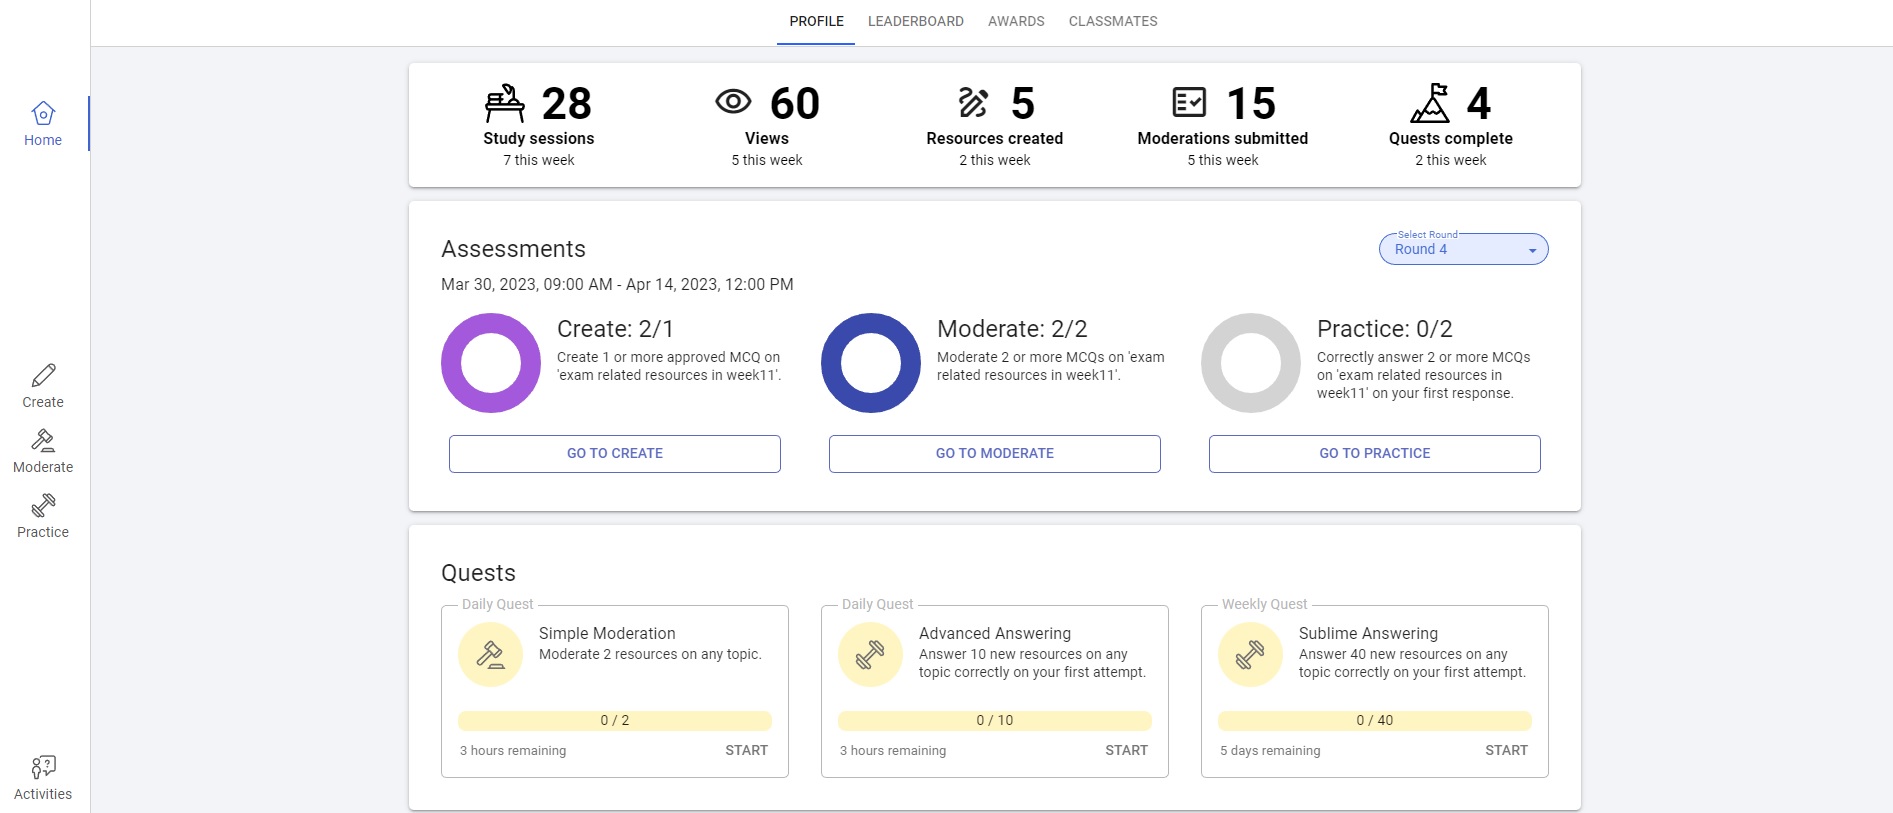 PROFILE LEADERBOARD AWARDS CLASSMATES
Home
Create
Moderate
Practice
Activities
28
Study sessions
7 this week
60
Views
5 this week
5
Resources created
2 this week
15
Moderations submitted
5 this week
4
Quests complete
2 this week
Assessments
Select Round
Round 4
Mar 30, 2023, 09:00 AM - Apr 14, 2023, 12:00 PM
Create: 2/1
Create 1 or more approved MCQ on
'exam related resources in week11'.
GO TO CREATE
Moderate: 2/2
Moderate 2 or more MCQs on 'exam
related resources in week11'.
GO TO MODERATE
Practice: 0/2
Correctly answer 2 or more MCQs
on 'exam related resources in
week11' on your first response.
GO TO PRACTICE
Quests
Daily Quest
Simple Moderation
Moderate 2 resources on any topic.
0 / 2
3 hours remaining START
Daily Quest
Advanced Answering
Answer 10 new resources on any
topic correctly on your first attempt.
0 / 10
3 hours remaining START
Weekly Quest
Sublime Answering
Answer 40 new resources on any
topic correctly on your first attempt.
0 / 40
5 days remaining START